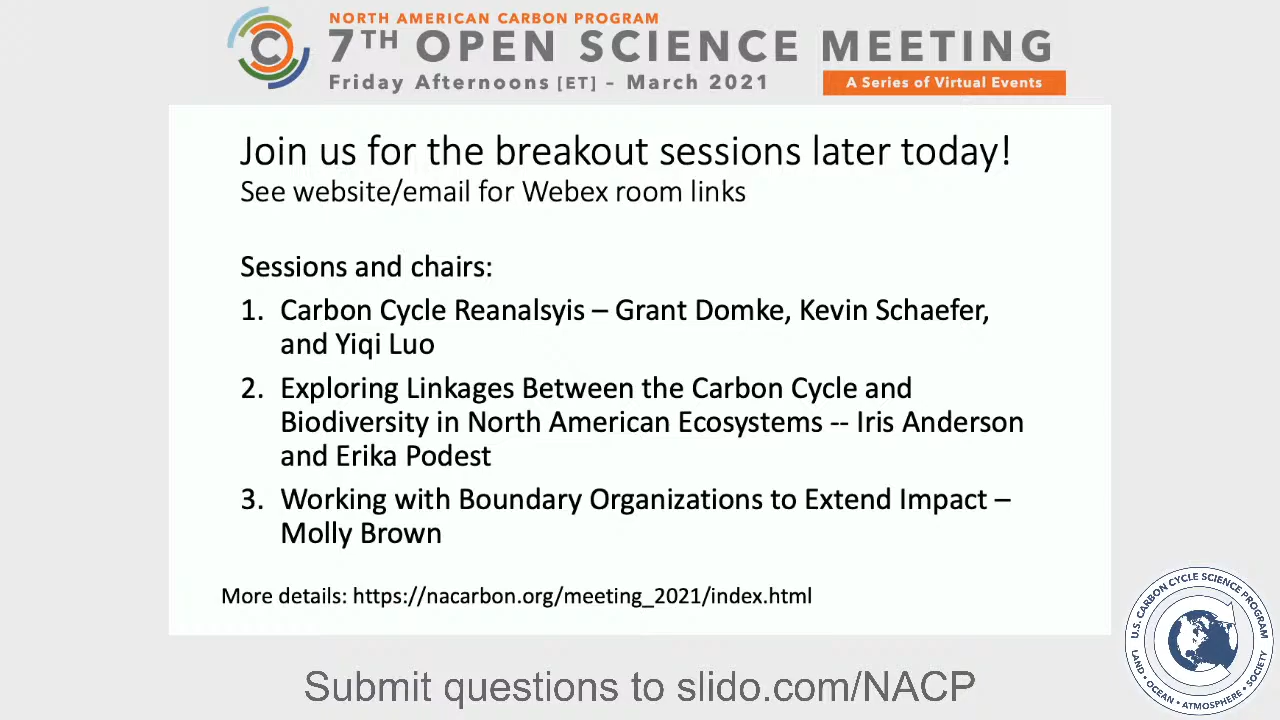 NORTH AMERICAN CARBON PROGRAM
7TH OPEN SCIENCE MEETING
Friday Afternoons [ET] – March 2021
A Series of Virtual Events
Join us for the breakout sessions later today!
See website/email for Webex room links
Sessions and chairs:
1. Carbon Cycle Reanalsyis – Grant Domke, Kevin Schaefer,
and Yiqi Luo
2. Exploring Linkages Between the Carbon Cycle and
Biodiversity in North American Ecosystems -- Iris Anderson
and Erika Podest
3. Working with Boundary Organizations to Extend Impact –
Molly Brown
More details: https://nacarbon.org/meeting_2021/index.html
U.S. CARBON CYCLE SCIENCE PROGRAM
LAND • OCEAN • ATMOSPHERE • SOCIETY
Submit questions to slido.com/NACP